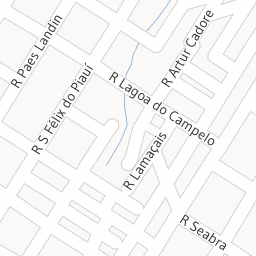 R Paes Landin
R Artur Cadore
R Lagoa do Campelo
R S Félix do Piauí
R Lamaçais
R Seabra